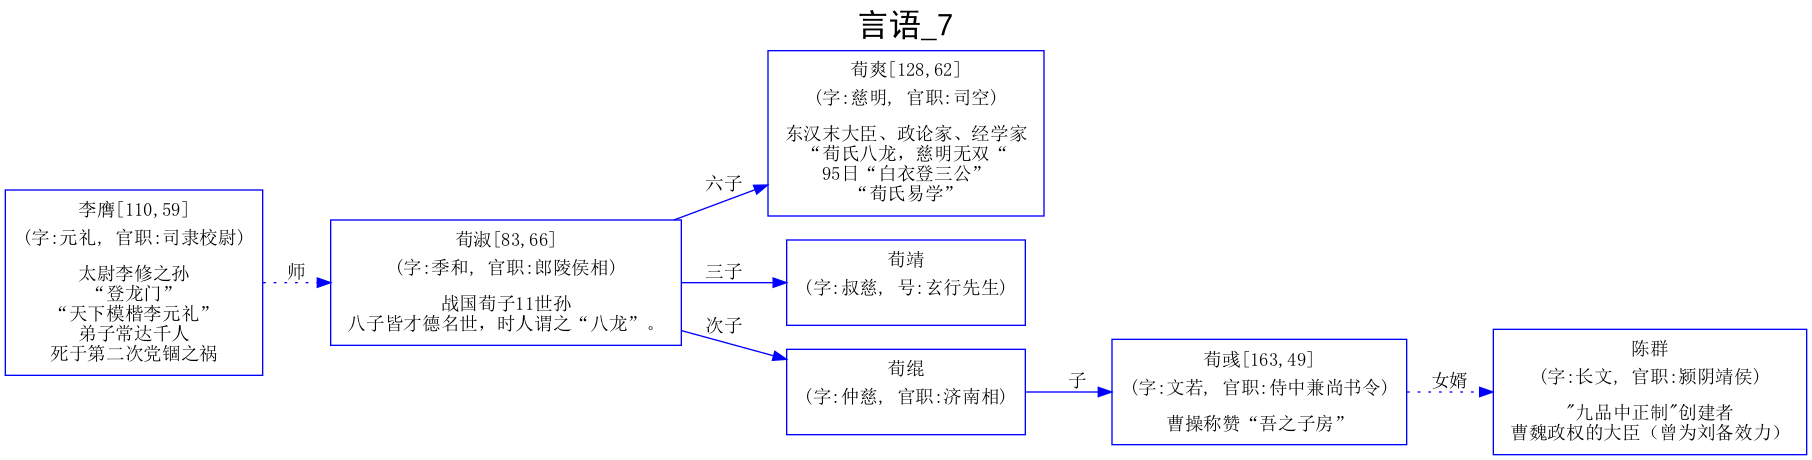 言语_7
李膺[110,59]
(字:元礼, 官职:司隶校尉)
太尉李修之孙
“登龙门”
“天下模楷李元礼”
弟子常达千人
死于第二次党锢之祸
师
荀淑[83,66]
(字:季和, 官职:郎陵侯相)
战国荀子11世孙
八子皆才德名世，时人谓之“八龙”。
六子
荀爽[128,62]
(字:慈明, 官职:司空)
东汉末大臣、政论家、经学家
“荀氏八龙，慈明无双“
95日“白衣登三公”
“荀氏易学”
三子
荀靖
(字:叔慈, 号:玄行先生)
次子
荀绲
(字:仲慈, 官职:济南相)
子
荀彧[163,49]
(字:文若, 官职:侍中兼尚书令)
曹操称赞“吾之子房”
女婿
陈群
(字:长文, 官职:颍阴靖侯)
"九品中正制"创建者
曹魏政权的大臣（曾为刘备效力）